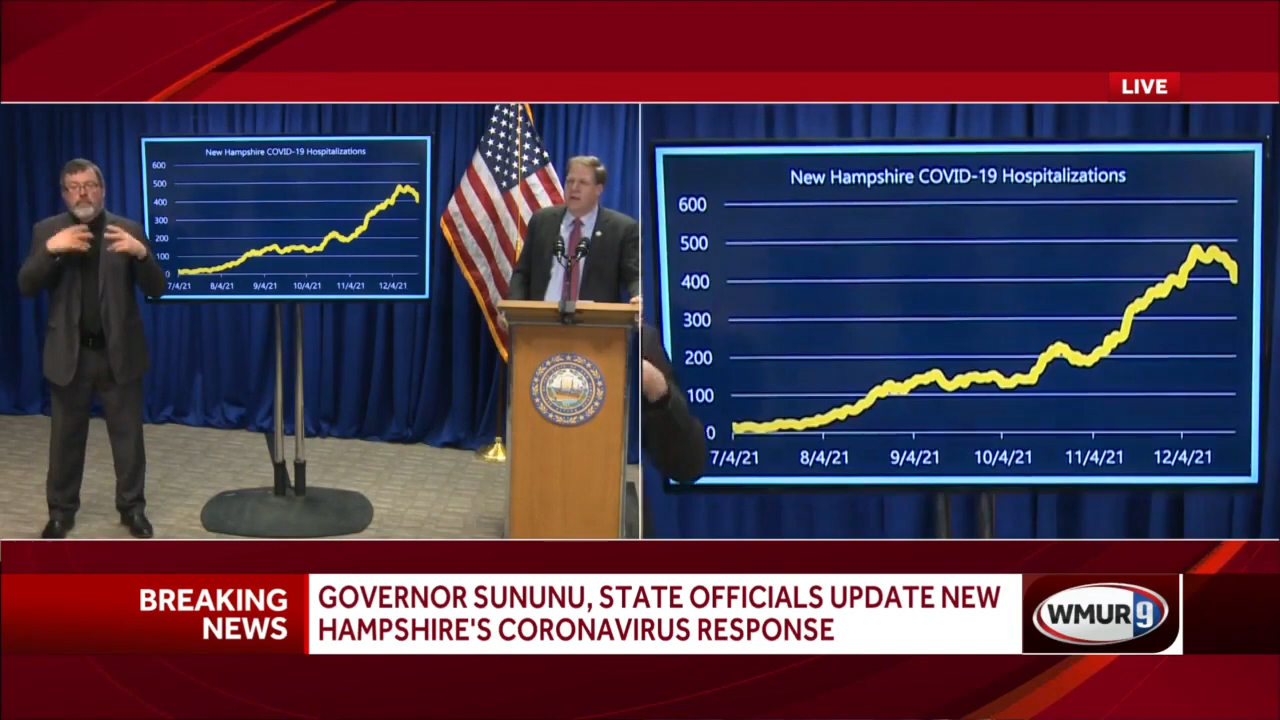 LIVE
New Hampshire COVID-19 Hospitalizations
600
500
400
300
200
100
0
7/4/21 8/4/21 9/4/21 10/4/21 11/4/21 12/4/21
New Hampshire COVID-19 Hospitalizations
600
500
400
300
200
100
0
7/4/21 8/4/21 9/4/21 10/4/21 11/4/21 12/4/21
BREAKING
NEWS
GOVERNOR SUNUNU, STATE OFFICIALS UPDATE NEW
HAMPSHIRE'S CORONAVIRUS RESPONSE
WMUR 9